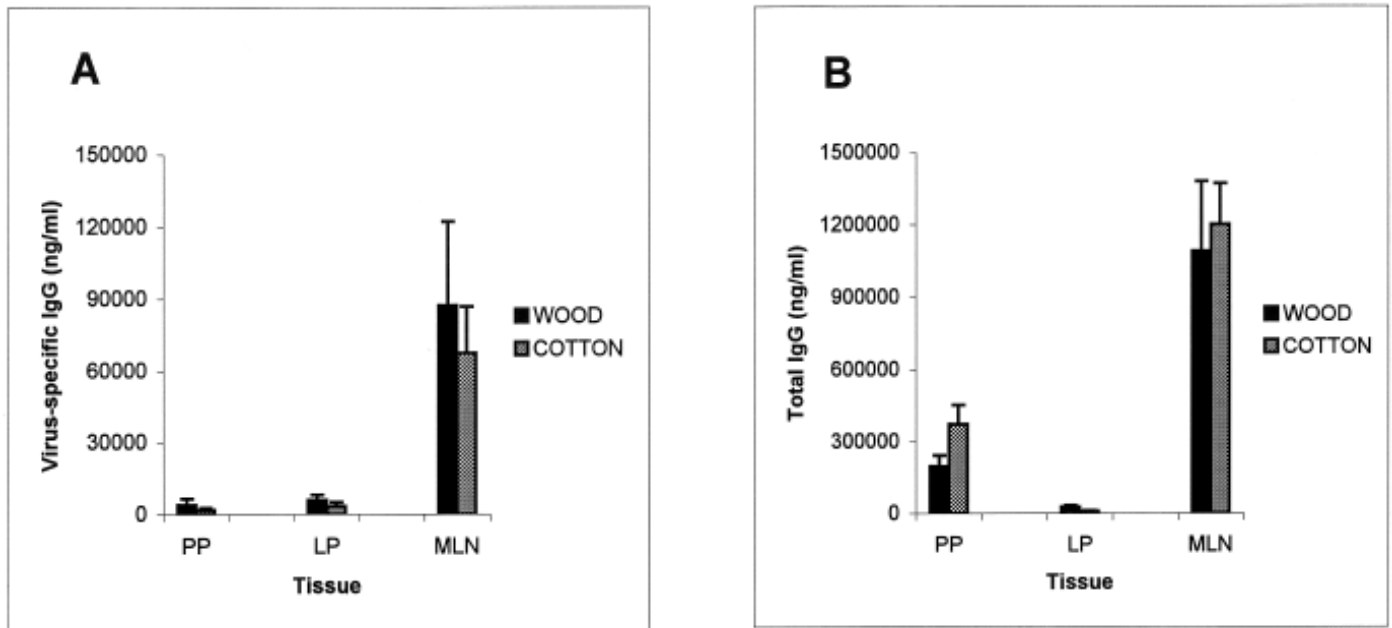 A
Virus-specific IgG (ng/ml)
150000
120000
90000
60000
30000
0
PP LP MLN
Tissue
WOOD
COTTON
B
Total IgG (ng/ml)
1500000
1200000
900000
600000
300000
0
PP LP MLN
Tissue
WOOD
COTTON